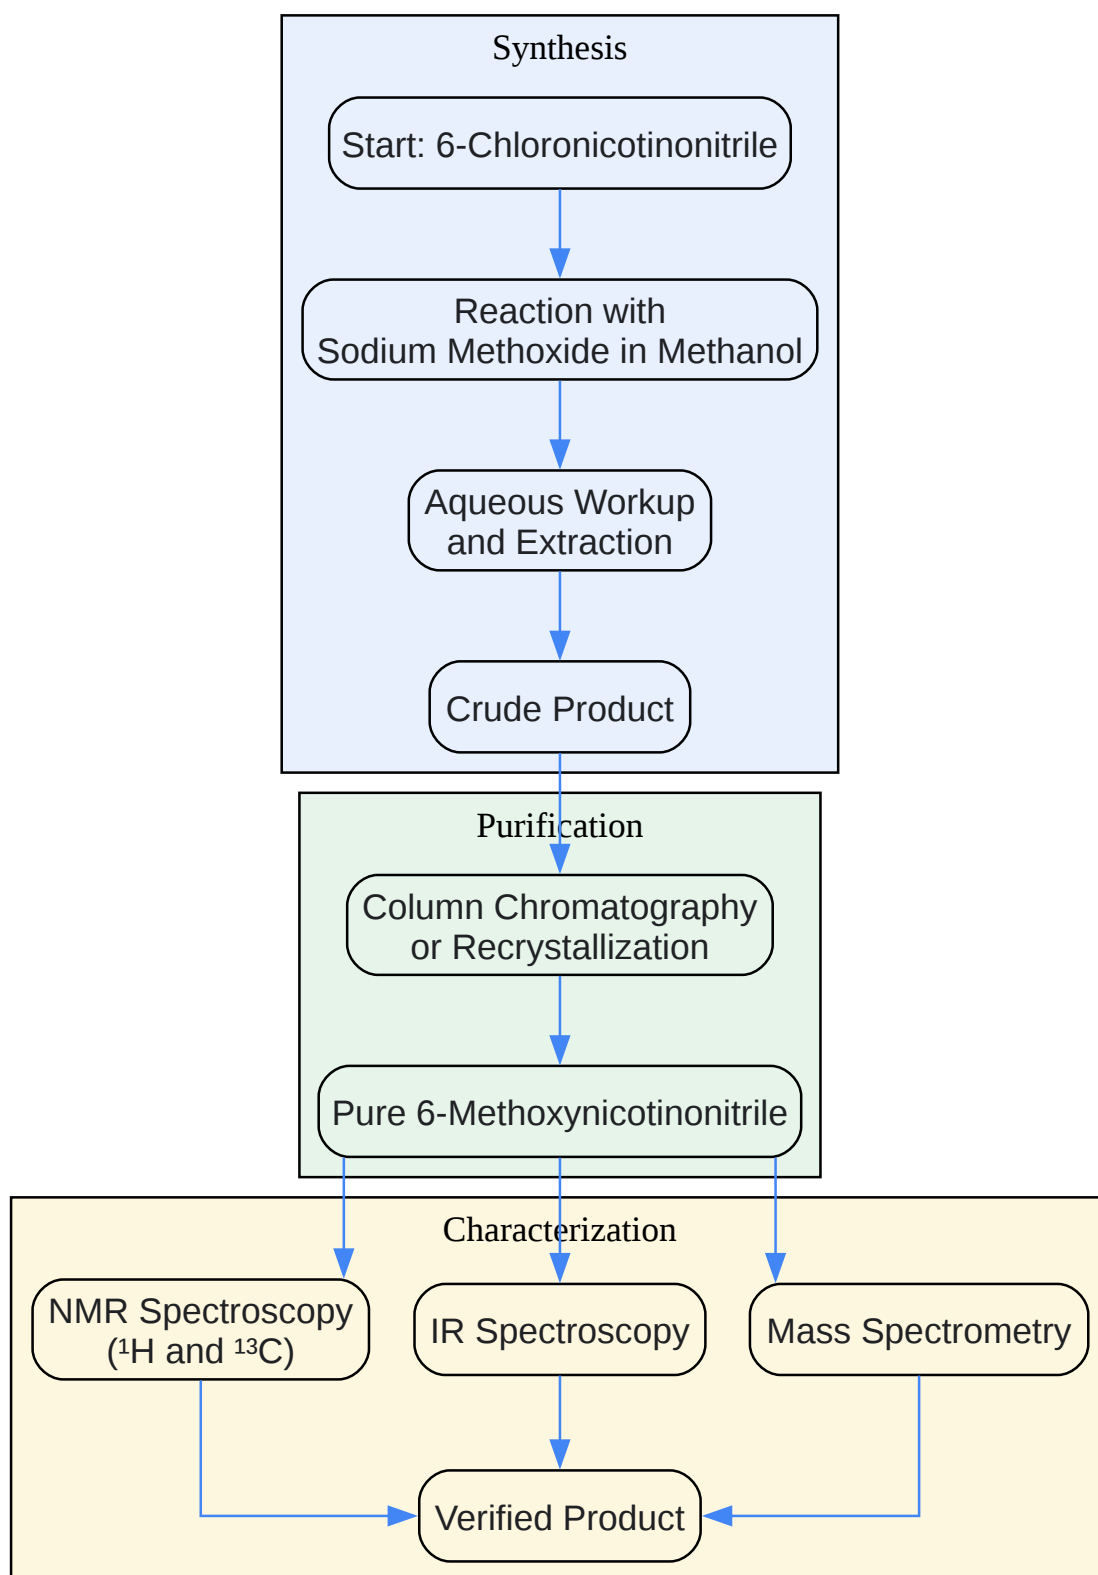 Synthesis
Start: 6-Chloronicotinonitrile
Reaction with
Sodium Methoxide in Methanol
Aqueous Workup
and Extraction
Crude Product
Purification
Column Chromatography
or Recrystallization
Pure 6-Methoxynicotinonitrile
Characterization
NMR Spectroscopy
(¹H and ¹³C)
IR Spectroscopy
Mass Spectrometry
Verified Product